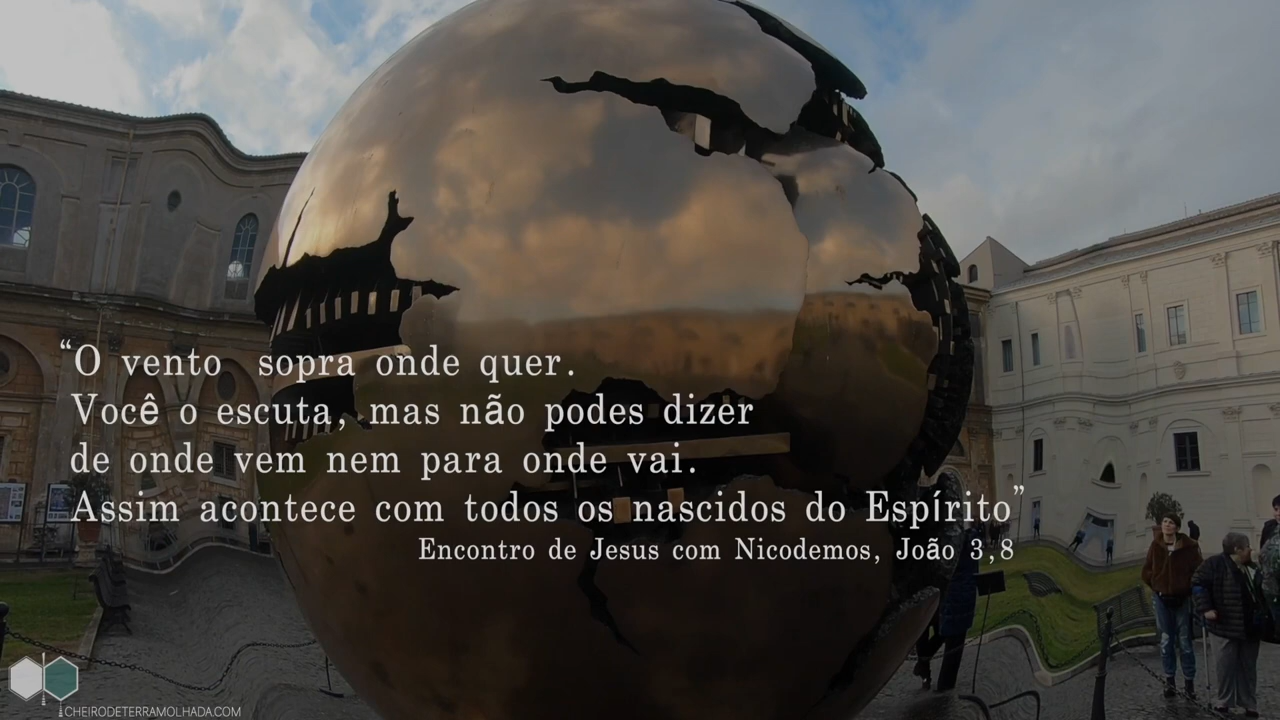 “O vento sopra onde quer.
Você o escuta, mas não podes dizer
de onde vem nem para onde vai.
Assim acontece com todos os nascidos do Espírito”
Encontro de Jesus com Nicodemos, João 3,8
CHEIRODETERRAMOLHADA.COM